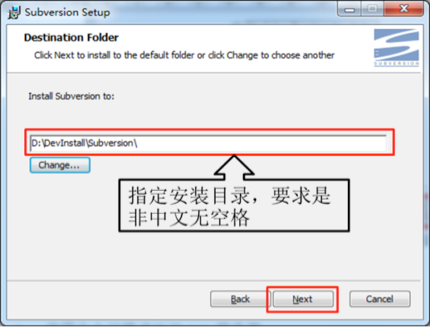 Subversion Setup
Destination Folder
Click Next to install to the default folder or click Change to choose another
SUBVERSION
Install Subversion to:
D:\DevInstall\Subversion\
Change...
指定安装目录，要求是
非中文无空格
Back
Next
Cancel